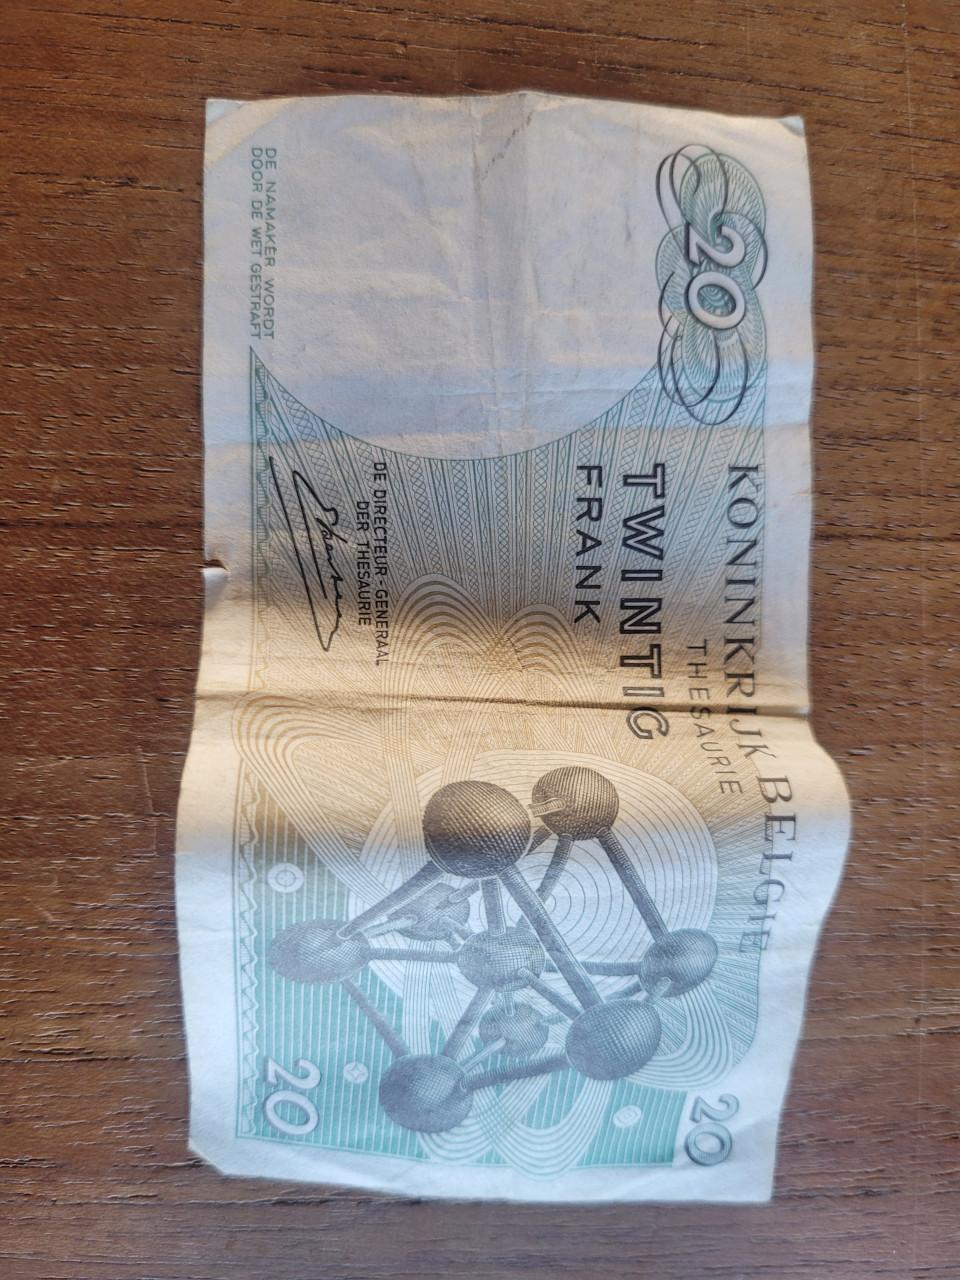 20
KONINKRIJK BELGIE
THESAURIE
TWINTIG
FRANK
DE DIRECTEUR-GENERAAL
DER THESAURIE
DE NAMAKER WORDT
DOOR DE WET GESTRAFT
20
20